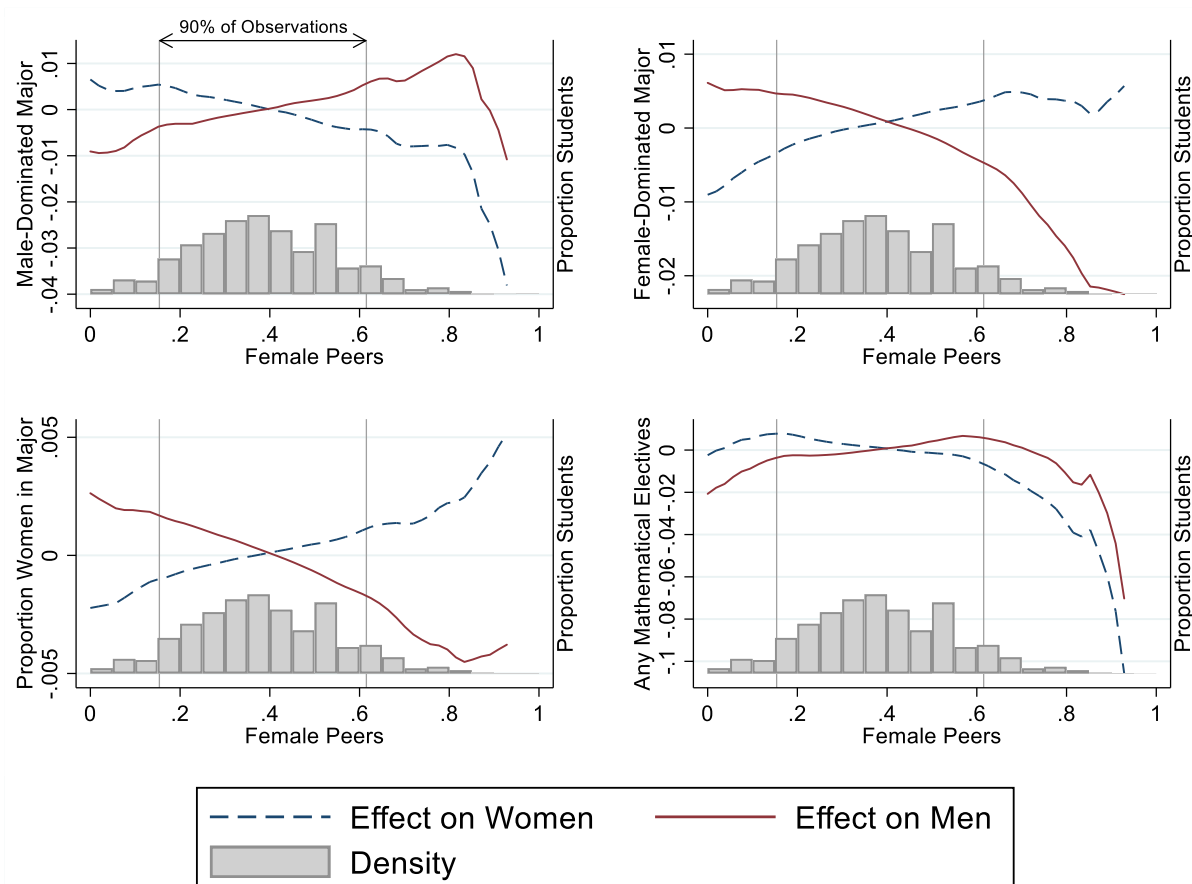 90% of Observations
Male-Dominated Major
.01
0
-.01
-.02
-.03
-.04
0 .2 .4 .6 .8 1
Female Peers
Proportion Students
Female-Dominated Major
.01
0
-.01
-.02
0 .2 .4 .6 .8 1
Female Peers
Proportion Students
Proportion Women in Major
.005
0
-.005
0 .2 .4 .6 .8 1
Female Peers
Proportion Students
Any Mathematical Electives
0
-.02
-.04
-.06
-.08
-.1
0 .2 .4 .6 .8 1
Female Peers
Proportion Students
Effect on Women
Effect on Men
Density